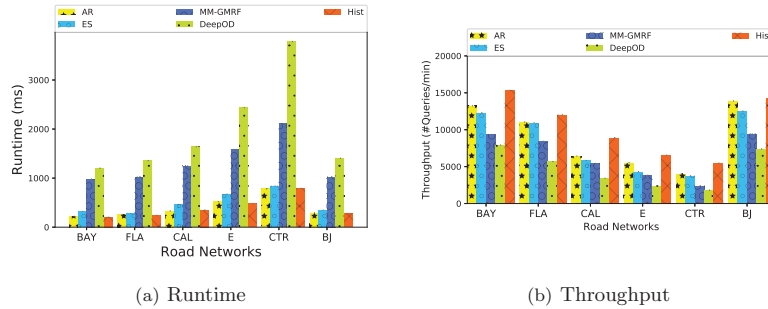 AR
MM-GMRF
Hist
ES
DeepOD
3000
2000
1000
0
Runtime (ms)
BAY FLA CAL E CTR BJ
Road Networks
(a) Runtime
AR
MM-GMRF
His
ES
DeepOD
20000
15000
10000
5000
0
Throughput (#Queries/min)
BAY FLA CAL E CTR BJ
Road Networks
(b) Throughput